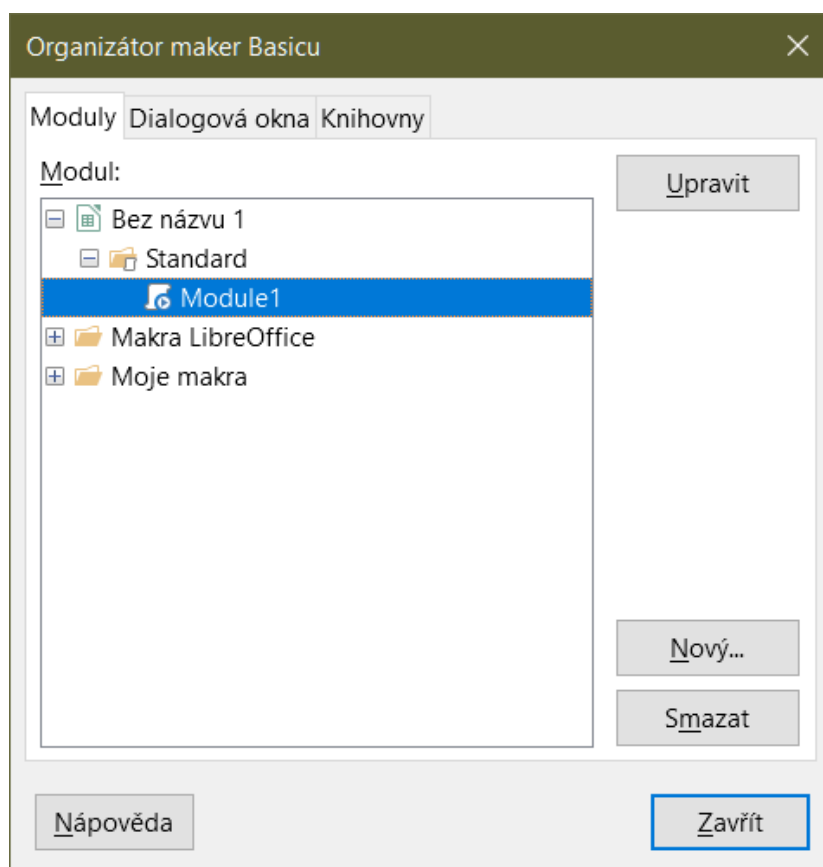 Organizátor maker Basicu
Moduly Dialogová okna Knihovny
Modul:
Upravit
Bez názvu 1
Standard
Module1
Makra LibreOffice
Moje makra
Nový...
Smazat
Nápověda
Zavřít